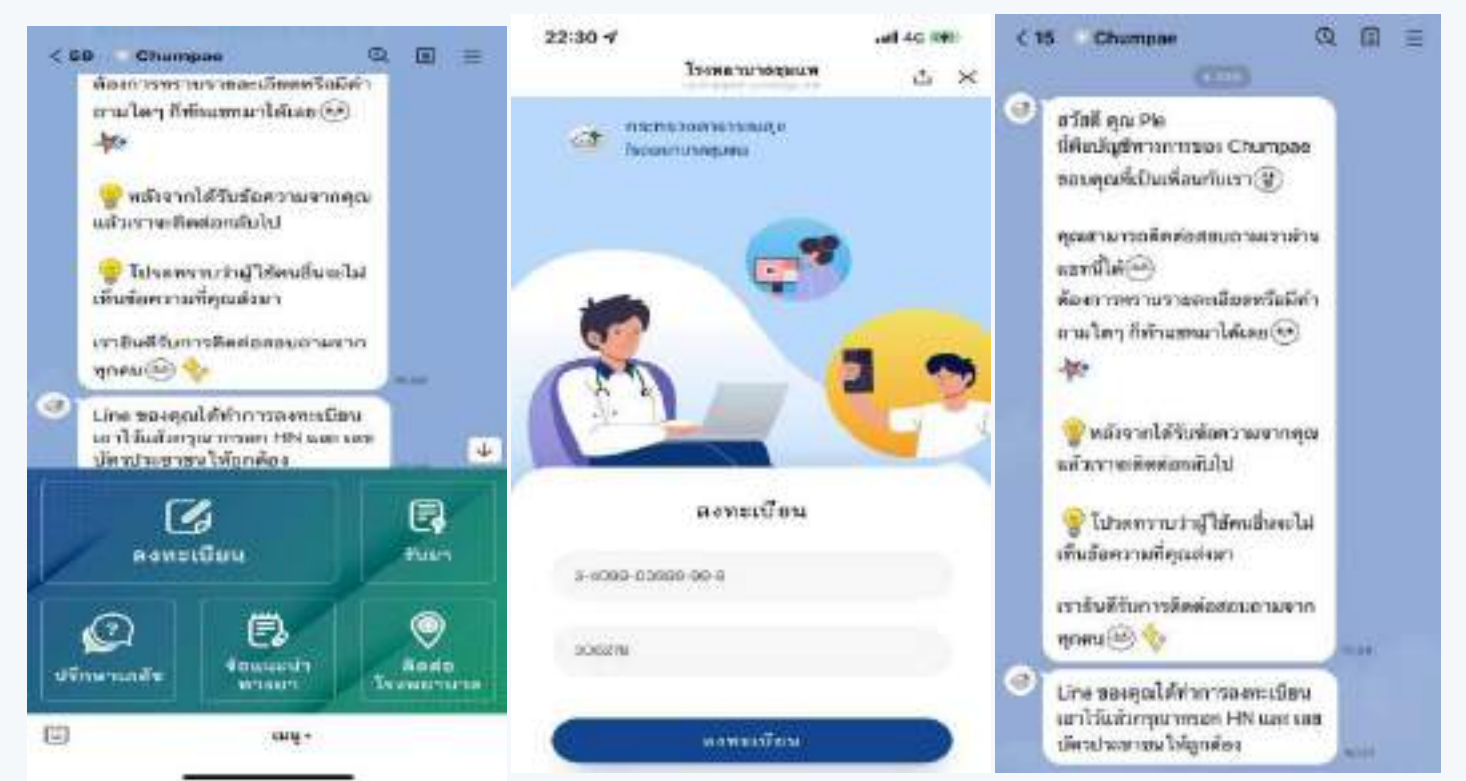 < 69 Chumpae
ต้องการทราบรายละเอียดหรือมีคำ
ถามใดๆ ก็ทักแชทมาได้เลย
พหลังจากได้รับข้อความจากคุณ
แล้วเราจะติดต่อกลับไป
โปรดทราบว่าผู้ใช้คนอื่นจะไม่
เห็นข้อความที่คุณส่งมา
เรายินดีรับการติดต่อสอบถามจาก
ทุกคน
Line ของคุณได้ทำการลงทะเบียน
เอาไว้แล้วกรุณากรอก HN และ เลข
บัตรประชาชน ให้ถูกต้อง
ลงทะเบียน
รับยา
ปรึกษาเภสัช
ข้อแนะนำ
ทางยา
ติดต่อ
โรงพยาบาล
เมนู
22:30
4G
โรงพยาบาลชุมแพ
กระทรวงสาธารณสุข
โรงพยาบาลชุมแพ
ลงทะเบียน
ลงทะเบียน
< 15 Chumpae
สวัสดี คุณ Ple
นี่คือบัญชีทางการของ Chumpae
ขอบคุณที่เป็นเพื่อนกับเรา
คุณสามารถติดต่อสอบถามเราผ่าน
แชทนี้ได้
ต้องการทราบรายละเอียดหรือมีคำ
ถามใดๆ ก็ทักแชทมาได้เลย
หลังจากได้รับข้อความจากคุณ
แล้วเราจะติดต่อกลับไป
โปรดทราบว่าผู้ใช้คนอื่นจะไม่
เห็นข้อความที่คุณส่งมา
เรายินดีรับการติดต่อสอบถามจาก
ทุกคน
Line ของคุณได้ทำการลงทะเบียน
เอาไว้แล้วกรุณากรอก HN และ เลข
บัตรประชาชน ให้ถูกต้อง